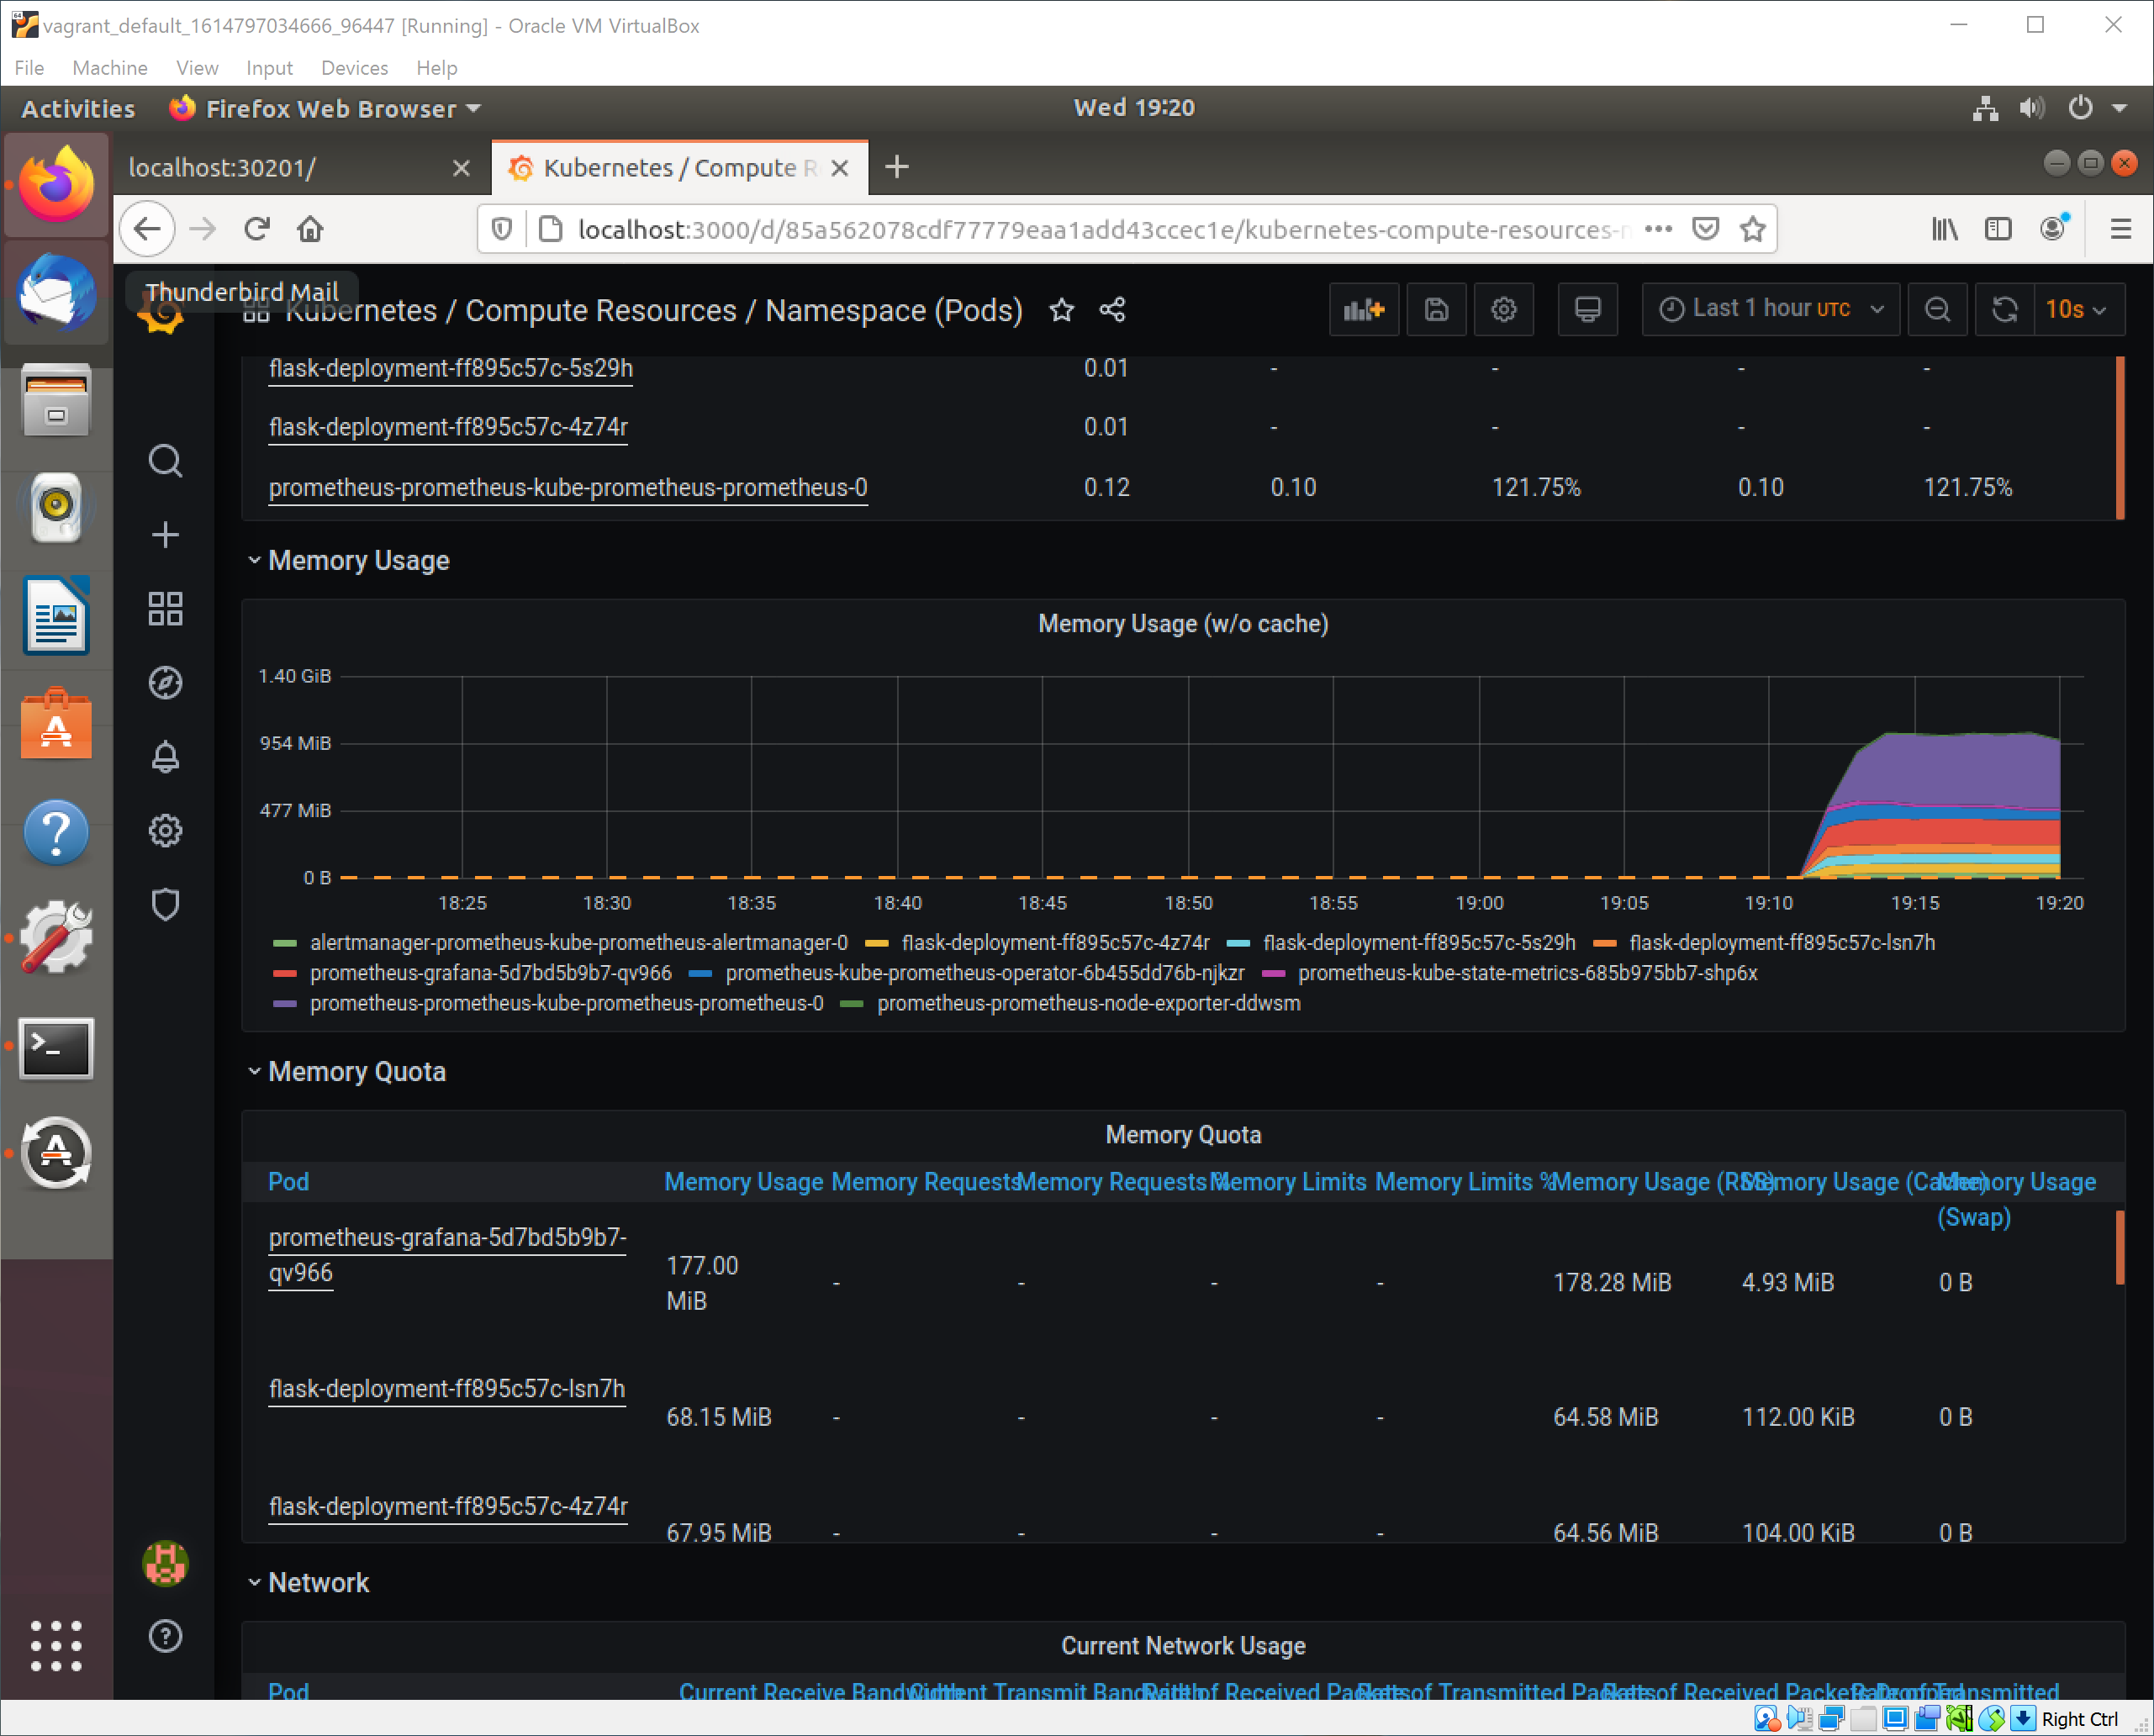 vagrant_default_1614797034666_96447 [Running] - Oracle VM VirtualBox
File Machine View Input Devices Help
Activities Firefox Web Browser Wed 19:20
localhost:30201/ Kubernetes / Compute R
localhost:3000/d/85a562078cdf77779eaa1add43ccec1e/kubernetes-compute-resources-n
Thunderbird Mail
Kubernetes / Compute Resources / Namespace (Pods) Last 1 hour UTC 10s
flask-deployment-ff895c57c-5s29h 0.01 - - - -
flask-deployment-ff895c57c-4z74r 0.01 - - - -
prometheus-prometheus-kube-prometheus-prometheus-0 0.12 0.10 121.75% 0.10 121.75%
Memory Usage
Memory Usage (w/o cache)
1.40 GiB
954 MiB
477 MiB
0 B
18:25 18:30 18:35 18:40 18:45 18:50 18:55 19:00 19:05 19:10 19:15 19:20
alertmanager-prometheus-kube-prometheus-alertmanager-0 flask-deployment-ff895c57c-4z74r flask-deployment-ff895c57c-5s29h flask-deployment-ff895c57c-lsn7h
prometheus-grafana-5d7bd5b9b7-qv966 prometheus-kube-prometheus-operator-6b455dd76b-njkzr prometheus-kube-state-metrics-685b975bb7-shp6x
prometheus-prometheus-kube-prometheus-prometheus-0 prometheus-prometheus-node-exporter-ddwsm
Memory Quota
Memory Quota
Pod Memory Usage Memory Requests Memory Requests % Memory Limits Memory Limits % Memory Usage (RSS) Memory Usage (Cache) Memory Usage
(Swap)
prometheus-grafana-5d7bd5b9b7-
qv966
177.00
MiB
- - - - 178.28 MiB 4.93 MiB 0 B
flask-deployment-ff895c57c-lsn7h
68.15 MiB - - - - 64.58 MiB 112.00 KiB 0 B
flask-deployment-ff895c57c-4z74r
67.95 MiB - - - - 64.56 MiB 104.00 KiB 0 B
Network
Current Network Usage
Pod Current Receive Bandwidth Current Transmit Bandwidth Rate of Received Packets Rate of Transmitted Packets Rate of Received Packets Dropped Rate of Transmitted
Right Ctrl